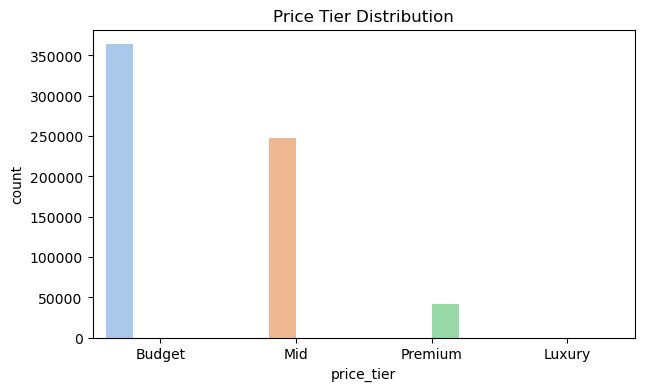 Price Tier Distribution
350000
300000
250000
200000
150000
100000
50000
0
count
Budget Mid Premium Luxury
price_tier